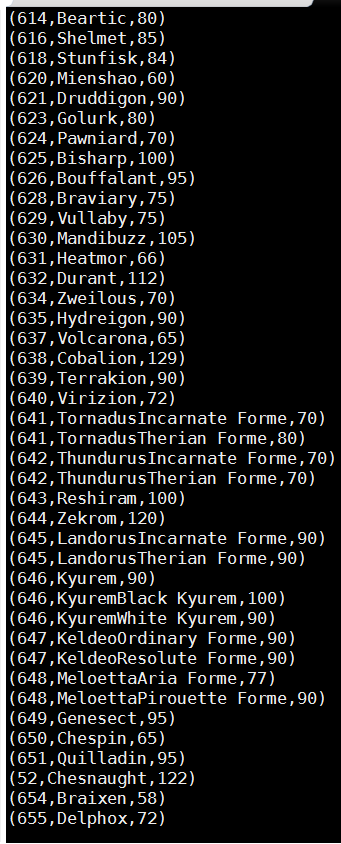 (614,Beartic,80)
(616,Shelmet,85)
(618,Stunfisk,84)
(620,Mienshao,60)
(621,Druddigon,90)
(623,Golurk,80)
(624,Pawniard,70)
(625,Bisharp,100)
(626,Bouffalant,95)
(628,Braviary,75)
(629,Vullaby,75)
(630,Mandibuzz,105)
(631,Heatmor,66)
(632,Durant,112)
(634,Zweilous,70)
(635,Hydreigon,90)
(637,Volcarona,65)
(638,Cobalion,129)
(639,Terrakion,90)
(640,Virizion,72)
(641,TornadusIncarnate Forme,70)
(641,TornadusTherian Forme,80)
(642,ThundurusIncarnate Forme,70)
(642,ThundurusTherian Forme,70)
(643,Reshiram,100)
(644,Zekrom,120)
(645,LandorusIncarnate Forme,90)
(645,LandorusTherian Forme,90)
(646,Kyurem,90)
(646,KyuremBlack Kyurem,100)
(646,KyuremWhite Kyurem,90)
(647,KeldeoOrdinary Forme,90)
(647,KeldeoResolute Forme,90)
(648,MeloettaAria Forme,77)
(648,MeloettaPirouette Forme,90)
(649,Genesect,95)
(650,Chespin,65)
(651,Quilladin,95)
(52,Chesnaught,122)
(654,Braixen,58)
(655,Delphox,72)